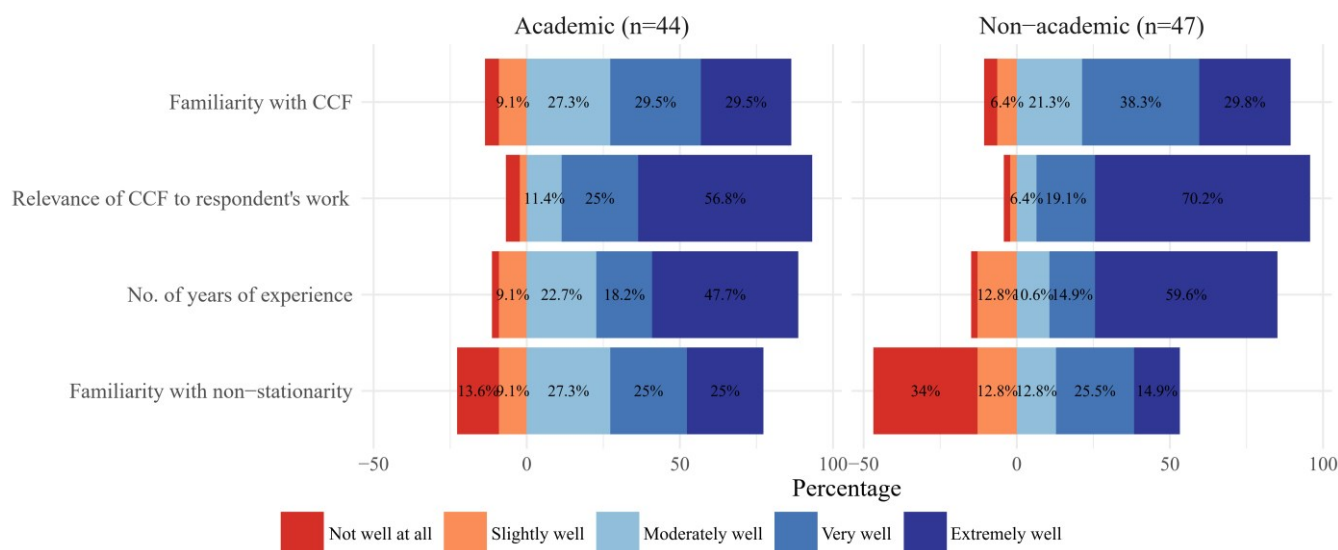 Academic (n=44) Non−academic (n=47)
Familiarity with CCF 9.1% 27.3% 29.5% 29.5% 6.4% 21.3% 38.3% 29.8%
Relevance of CCF to respondent's work 11.4% 25% 56.8% 6.4% 19.1% 70.2%
No. of years of experience 9.1% 22.7% 18.2% 47.7% 12.8% 10.6% 14.9% 59.6%
Familiarity with non−stationarity 13.6% 9.1% 27.3% 25% 25% 34% 12.8% 12.8% 25.5% 14.9%
−50 0 50 100 −50 0 50 100
Percentage
Not well at all Slightly well Moderately well Very well Extremely well